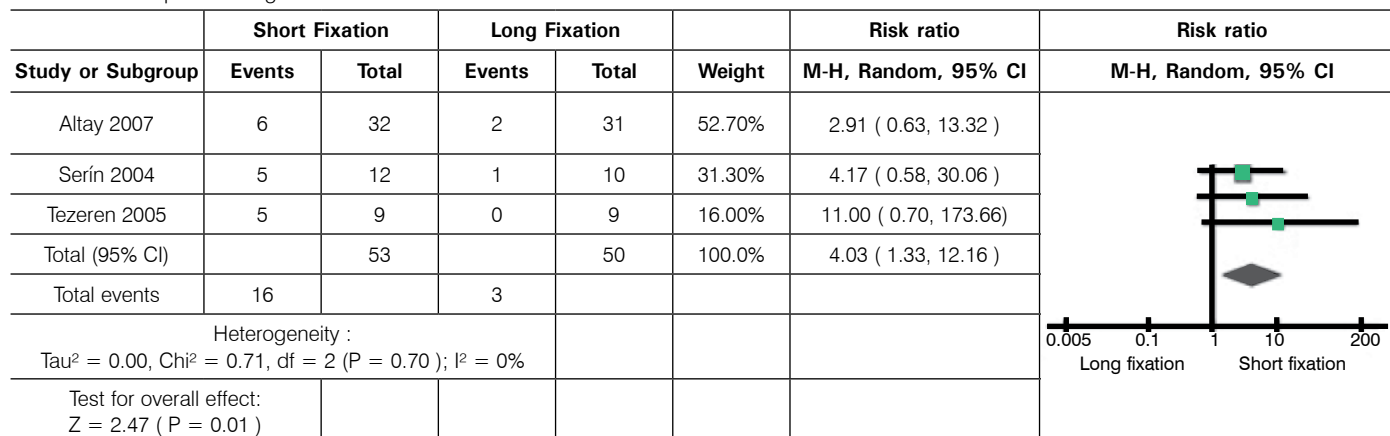 Short Fixation Long Fixation Risk ratio Risk ratio
Study or Subgroup Events Total Events Total Weight M-H, Random, 95% CI M-H, Random, 95% CI
Altay 2007 6 32 2 31 52.70% 2.91 ( 0.63, 13.32 )
Serín 2004 5 12 1 10 31.30% 4.17 ( 0.58, 30.06 )
Tezeren 2005 5 9 0 9 16.00% 11.00 ( 0.70, 173.66)
Total (95% CI) 53 50 100.0% 4.03 ( 1.33, 12.16 )
Total events 16 3
Heterogeneity :
Tau² = 0.00, Chi² = 0.71, df = 2 (P = 0.70 ); I² = 0%
Test for overall effect:
Z = 2.47 ( P = 0.01 )
0.005 0.1 1 10 200
Long fixation Short fixation